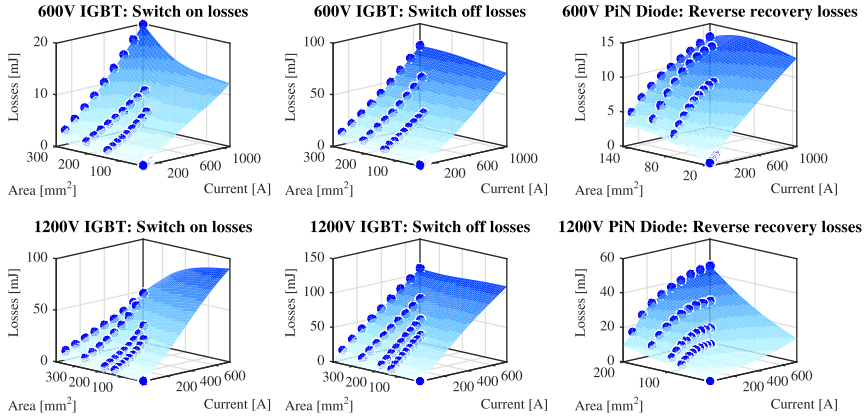 600V IGBT: Switch on losses
600V IGBT: Switch off losses
600V PiN Diode: Reverse recovery losses
20
10
0
Losses [mJ]
300
200
100
Area [mm2]
200
600
1000
Current [A]
100
50
0
Losses [mJ]
300
200
100
Area [mm2]
200
600
1000
Current [A]
15
10
5
0
Losses [mJ]
140
80
20
Area [mm2]
200
600
1000
Current [A]
1200V IGBT: Switch on losses
1200V IGBT: Switch off losses
1200V PiN Diode: Reverse recovery losses
100
50
0
Losses [mJ]
300
200
100
Area [mm2]
200
400
600
Current [A]
150
100
50
0
Losses [mJ]
300
200
100
Area [mm2]
200
400
600
Current [A]
60
40
20
0
Losses [mJ]
200
100
Area [mm2]
200
400
600
Current [A]